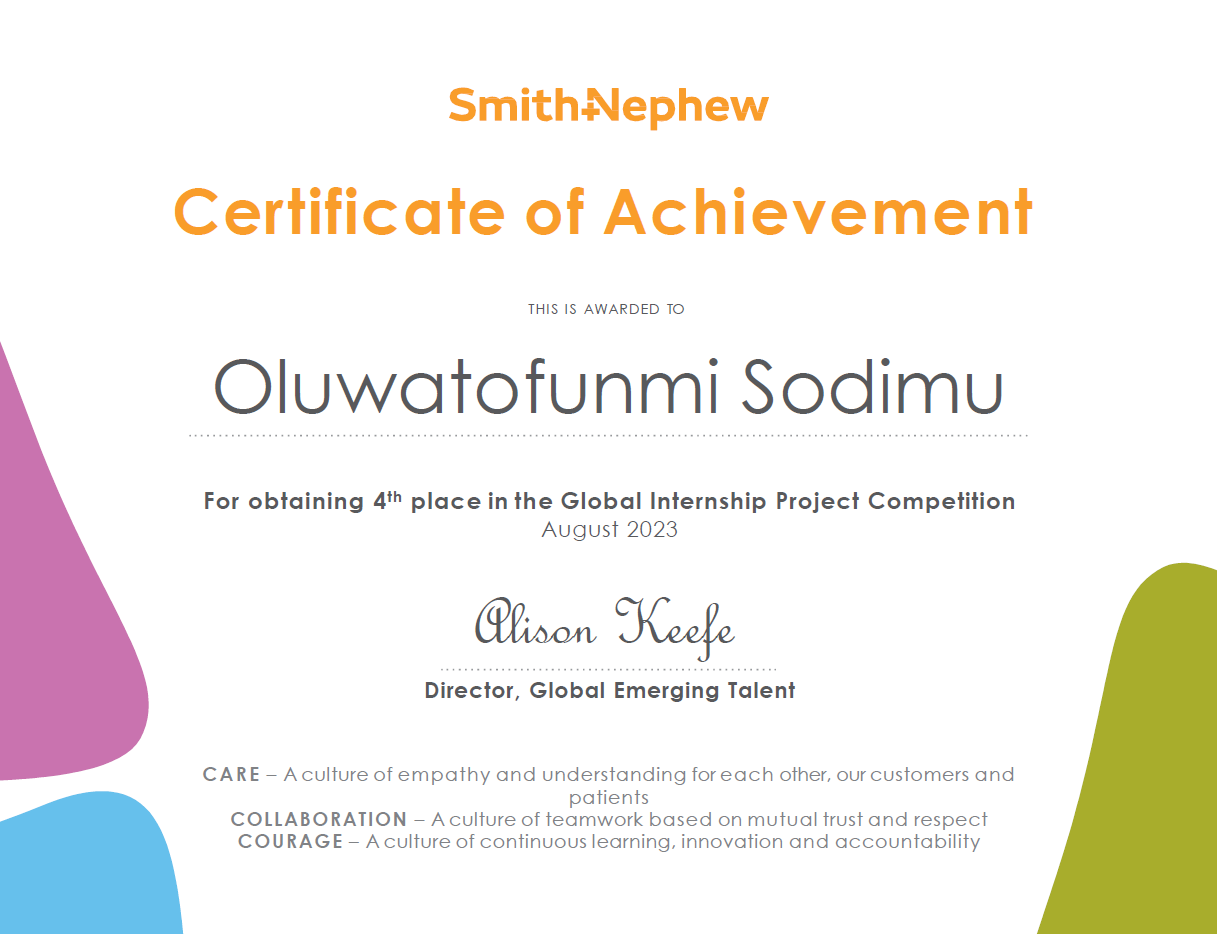 Smith+Nephew
Certificate of Achievement
THIS IS AWARDED TO
Oluwatofunmi Sodimu
For obtaining 4th place in the Global Internship Project Competition
August 2023
Alison Keefe
Director, Global Emerging Talent
CARE – A culture of empathy and understanding for each other, our customers and
patients
COLLABORATION – A culture of teamwork based on mutual trust and respect
COURAGE – A culture of continuous learning, innovation and accountability